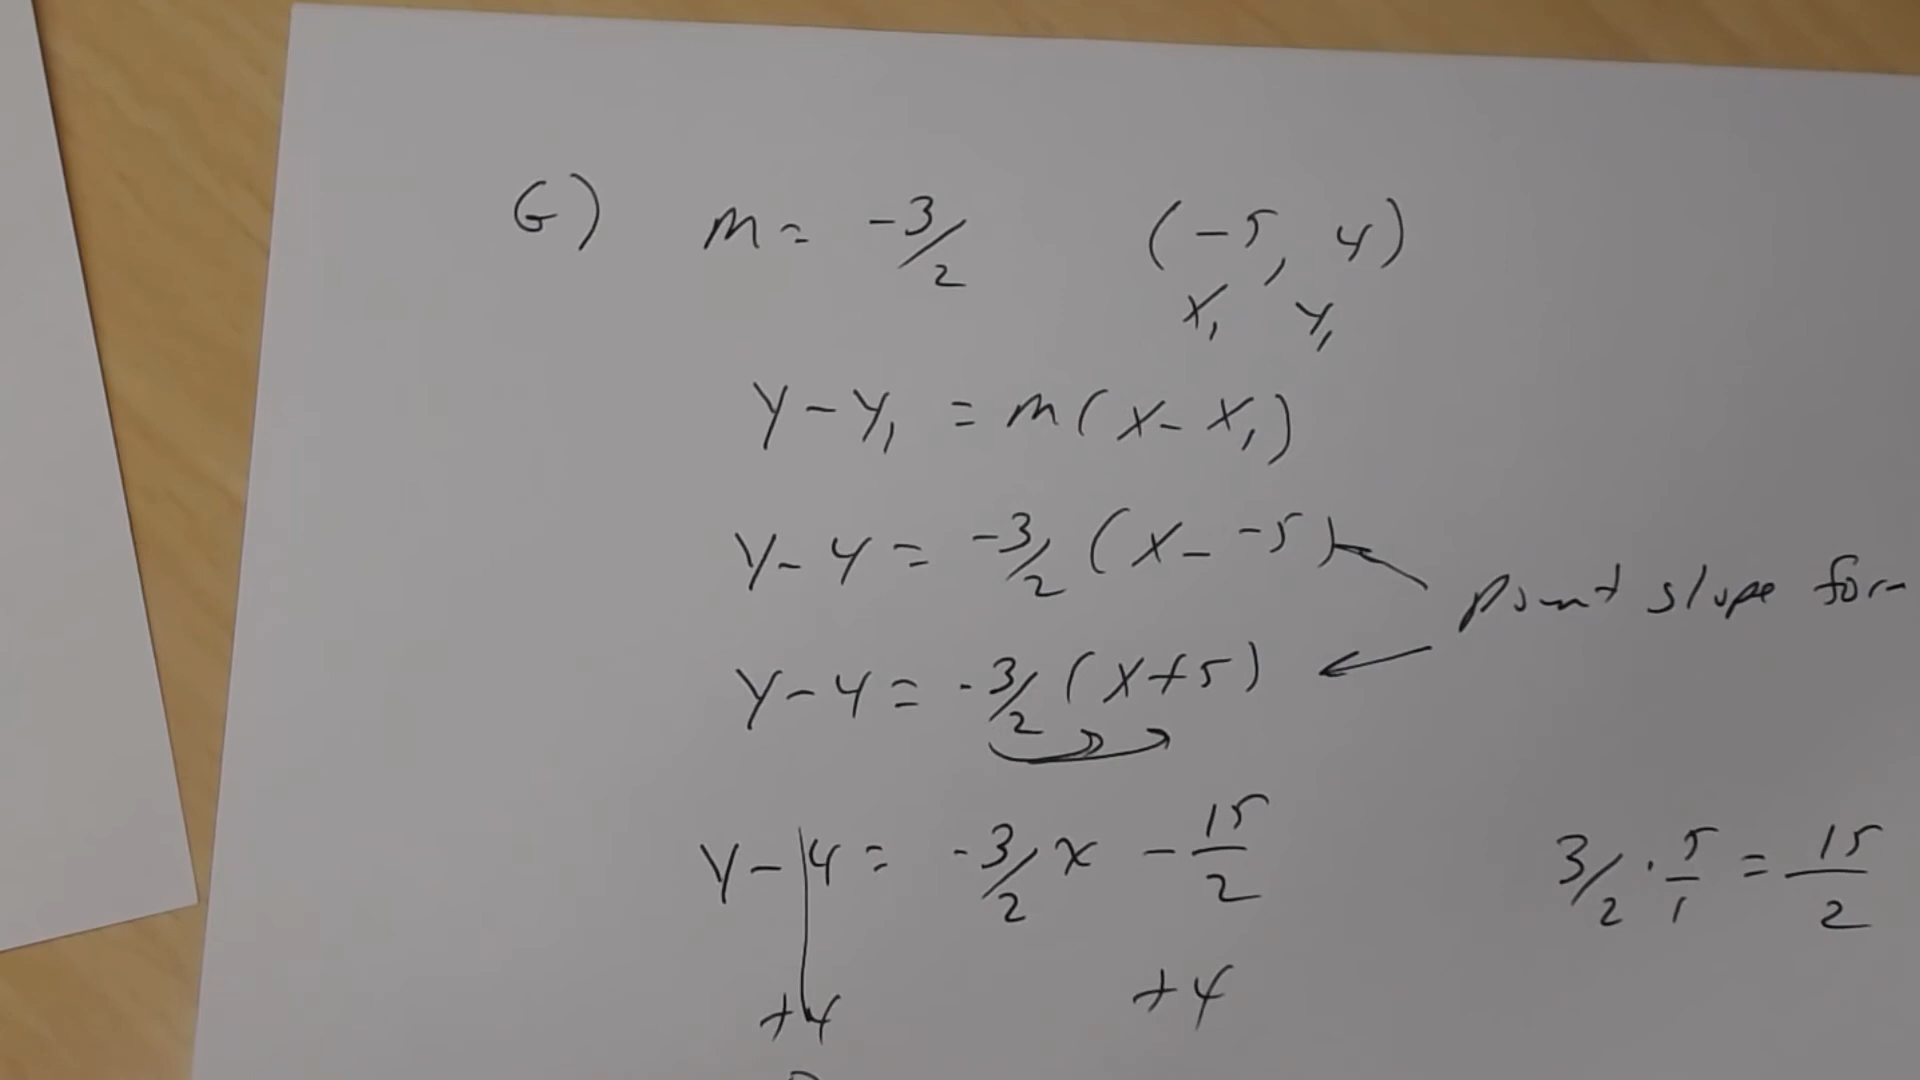 G) m = -3/2 (-5, 4)
x₁ y₁
y - y₁ = m(x - x₁)
y - 4 = -3/2 (x - -5)
point slope form
y - 4 = -3/2 (x + 5)
y - 4 = -3/2 x - 15/2
3/2 · 5/1 = 15/2
+4 +4